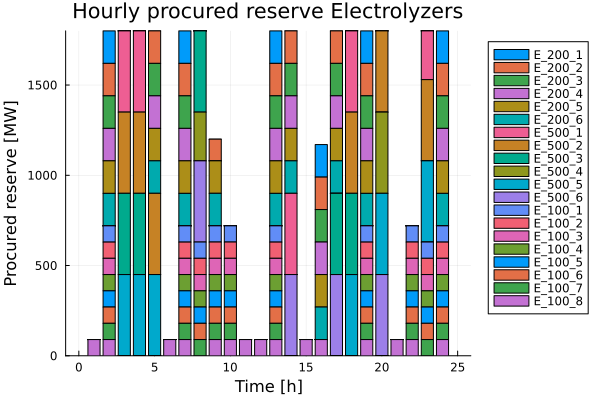 Hourly procured reserve Electrolyzers
Procured reserve [MW]
1500
1000
500
0
0
5
10
15
20
25
Time [h]
E_200_1
E_200_2
E_200_3
E_200_4
E_200_5
E_200_6
E_500_1
E_500_2
E_500_3
E_500_4
E_500_5
E_500_6
E_100_1
E_100_2
E_100_3
E_100_4
E_100_5
E_100_6
E_100_7
E_100_8